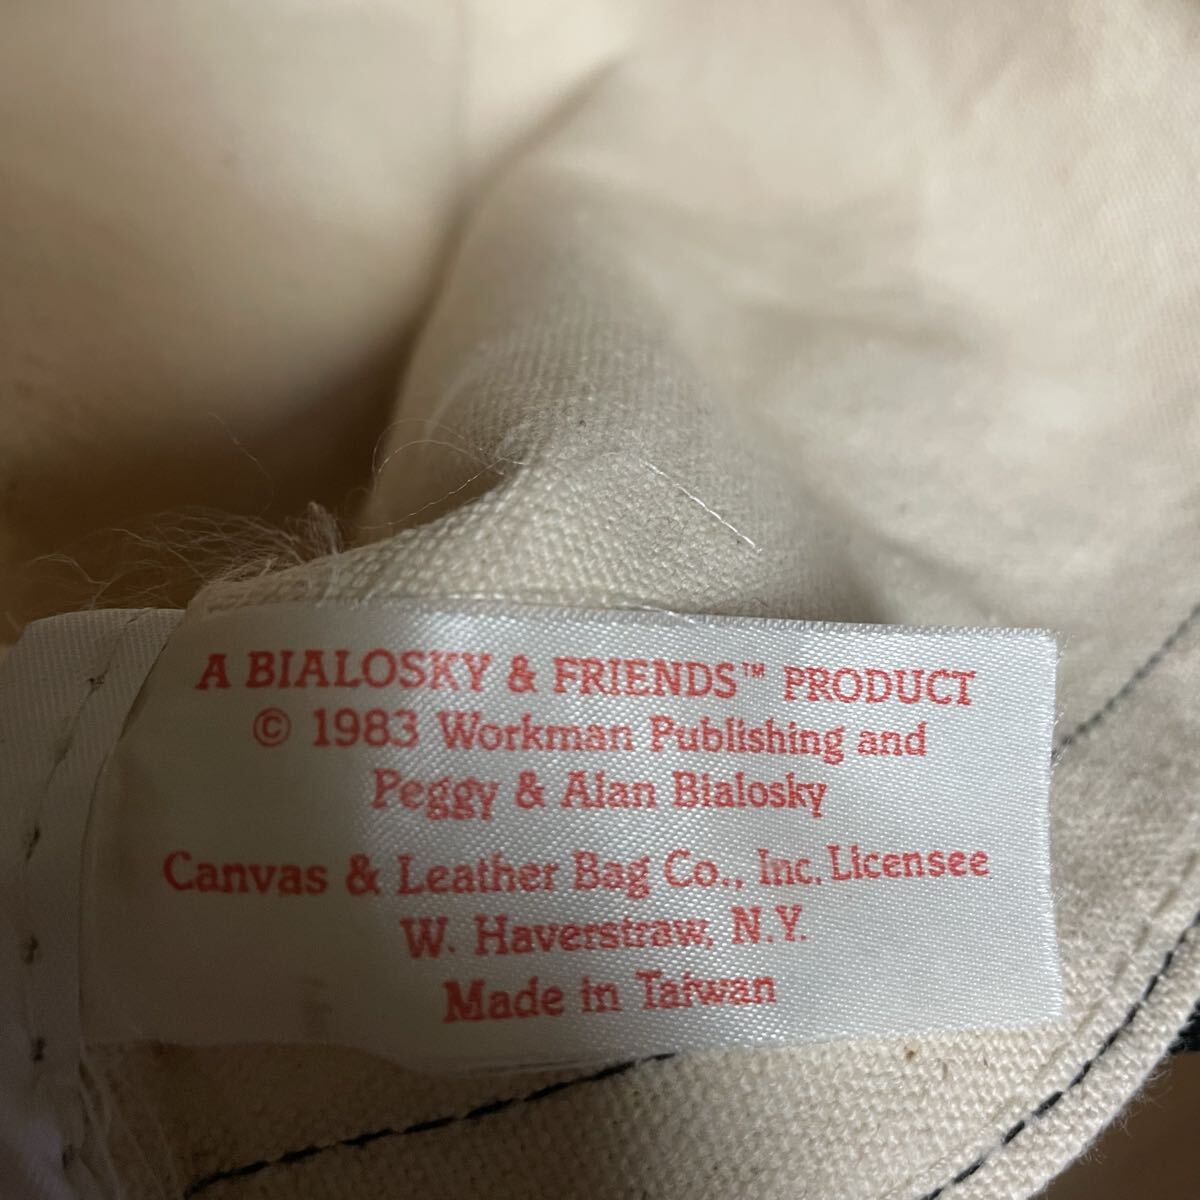 A BIALOSKY & FRIENDS™ PRODUCT
© 1983 Workman Publishing and
Peggy & Alan Bialosky
Canvas & Leather Bag Co., Inc. Licensee
W. Haverstraw, N.Y.
Made in Taiwan